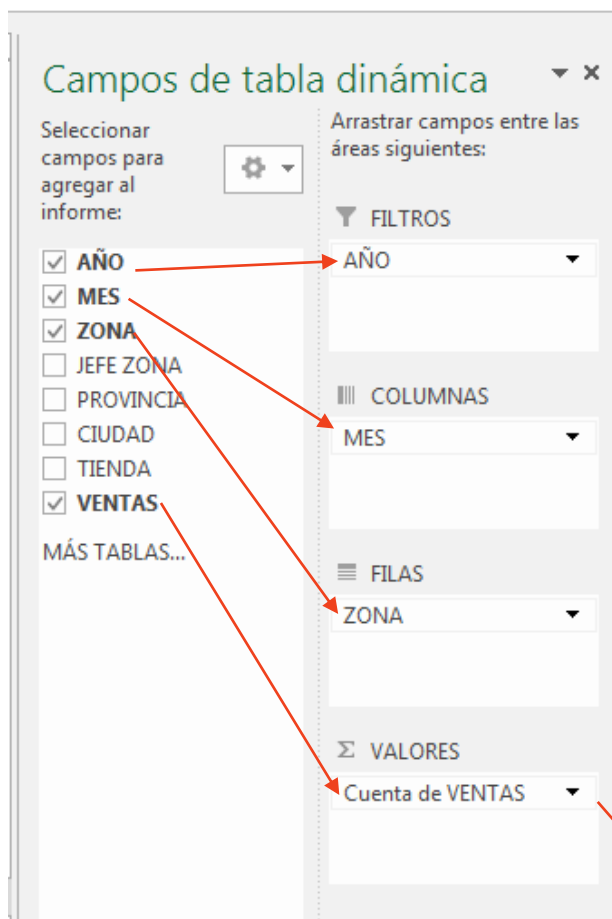 Campos de tabla dinámica
Seleccionar
campos para
agregar al
informe:
AÑO
MES
ZONA
JEFE ZONA
PROVINCIA
CIUDAD
TIENDA
VENTAS
MÁS TABLAS...
Arrastrar campos entre las
áreas siguientes:
FILTROS
AÑO
COLUMNAS
MES
FILAS
ZONA
Σ VALORES
Cuenta de VENTAS